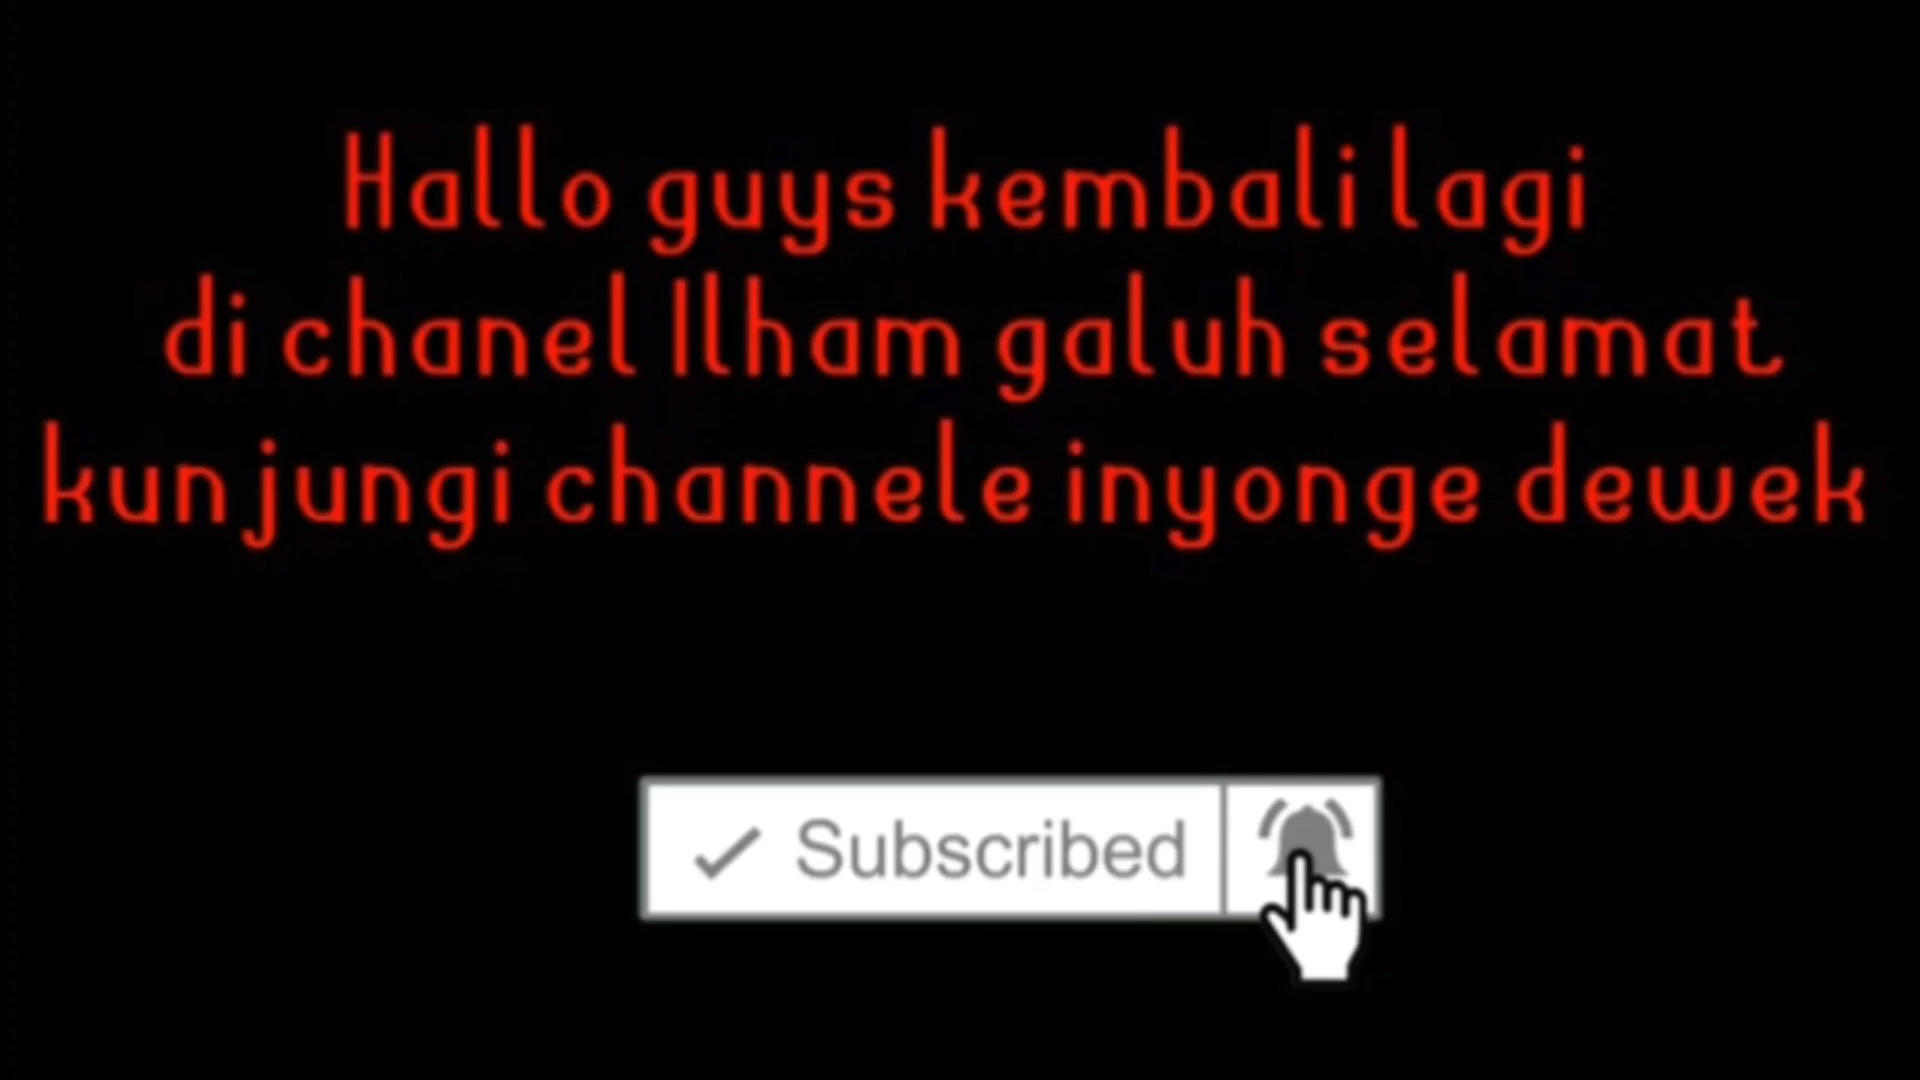 Hallo guys kembali lagi
di chanel Ilham galuh selamat
kunjungi channele inyonge dewek
Subscribed